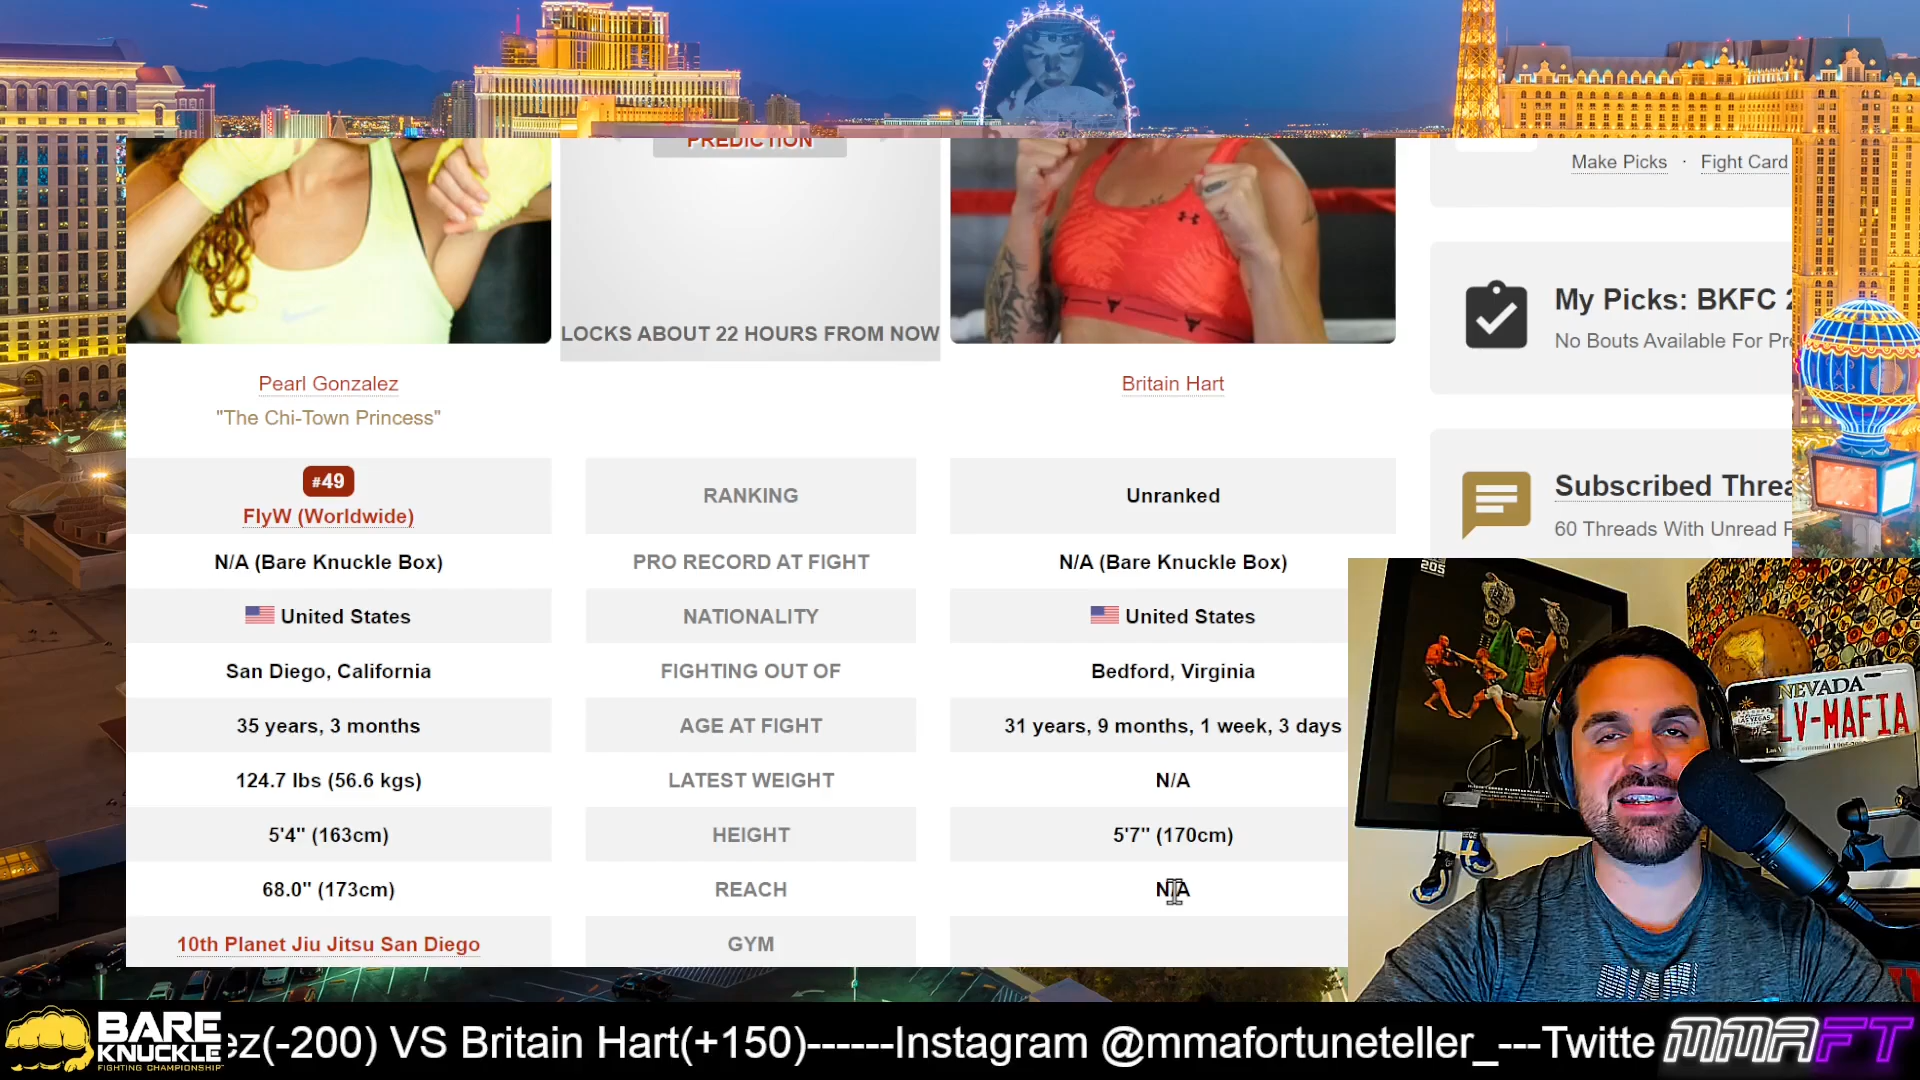 PREDICTION
LOCKS ABOUT 22 HOURS FROM NOW
Make Picks · Fight Card
My Picks: BKFC
No Bouts Available For
Subscribed
60 Threads With Unread
Pearl Gonzalez
"The Chi-Town Princess"
Britain Hart
#49
FlyW (Worldwide)
RANKING
Unranked
N/A (Bare Knuckle Box)
PRO RECORD AT FIGHT
N/A (Bare Knuckle Box)
United States
NATIONALITY
United States
San Diego, California
FIGHTING OUT OF
Bedford, Virginia
35 years, 3 months
AGE AT FIGHT
31 years, 9 months, 1 week, 3 days
124.7 lbs (56.6 kgs)
LATEST WEIGHT
N/A
5'4" (163cm)
HEIGHT
5'7" (170cm)
68.0" (173cm)
REACH
N/A
10th Planet Jiu Jitsu San Diego
GYM
205
NEVADA
LV-MAFIA
BARE
KNUCKLE
FIGHTING CHAMPIONSHIP
ez(-200) VS Britain Hart(+150)------Instagram @mmafortuneteller_---Twitte
MMAFT